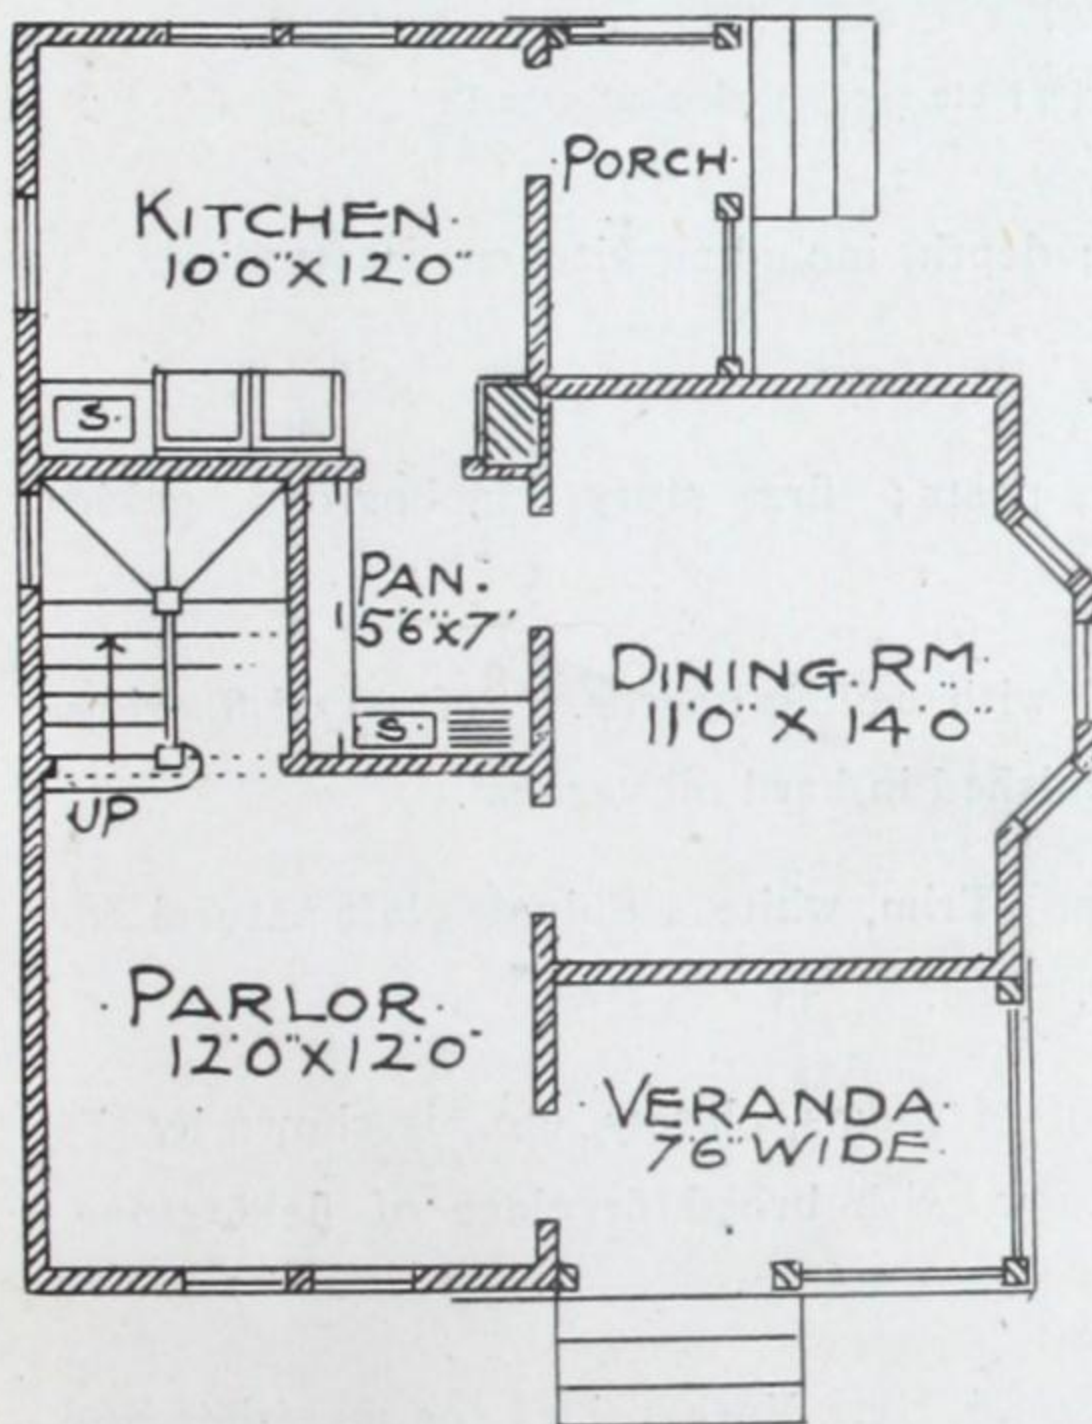 PORCH
KITCHEN
10'0"X12'0"
S.
PAN.
5'6"x7'
S.
DINING.RM
11'0" X 14'0"
UP
PARLOR
12'0"X12'0"
VERANDA
7'6"WIDE